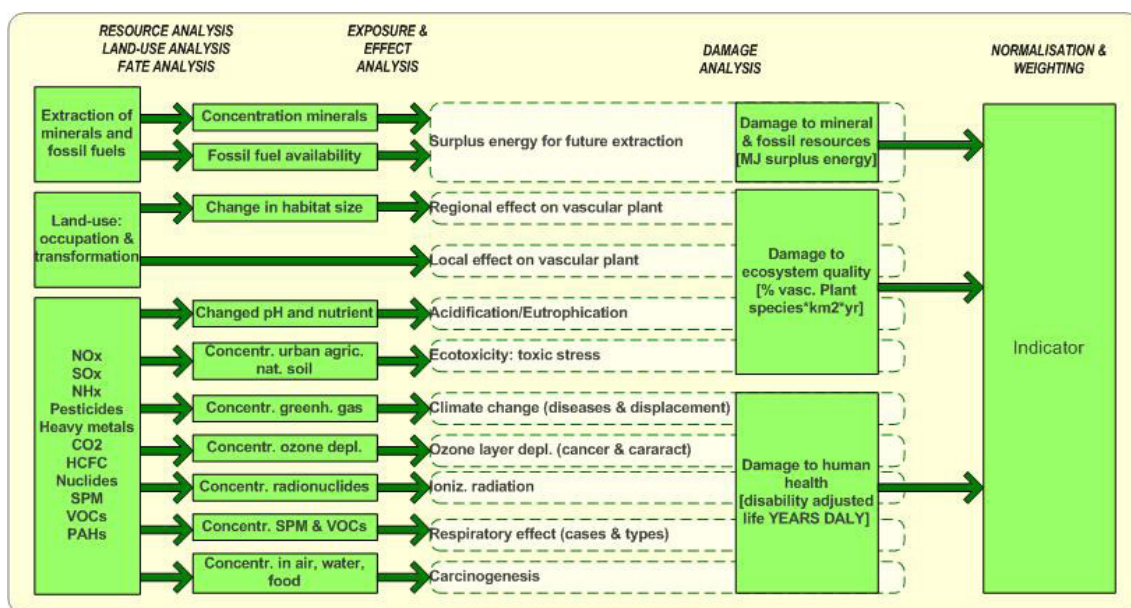 RESOURCE ANALYSIS
LAND-USE ANALYSIS
FATE ANALYSIS
EXPOSURE &
EFFECT
ANALYSIS
DAMAGE
ANALYSIS
NORMALISATION &
WEIGHTING
Extraction of
minerals and
fossil fuels
Concentration minerals
Fossil fuel availability
Surplus energy for future extraction
Damage to mineral
& fossil resources
[MJ surplus energy]
Land-use:
occupation &
transformation
Change in habitat size
Regional effect on vascular plant
Local effect on vascular plant
Damage to
ecosystem quality
[% vasc. Plant
species*km2*yr]
NOx
SOx
NHx
Pesticides
Heavy metals
CO2
HCFC
Nuclides
SPM
VOCs
PAHs
Changed pH and nutrient
Acidification/Eutrophication
Concentr. urban agric.
nat. soil
Ecotoxicity: toxic stress
Concentr. greenh. gas
Climate change (diseases & displacement)
Concentr. ozone depl.
Ozone layer depl. (cancer & cararact)
Concentr. radionuclides
Ioniz. radiation
Concentr. SPM & VOCs
Respiratory effect (cases & types)
Concentr. in air, water,
food
Carcinogenesis
Damage to human
health
[disability adjusted
life YEARS DALY]
Indicator